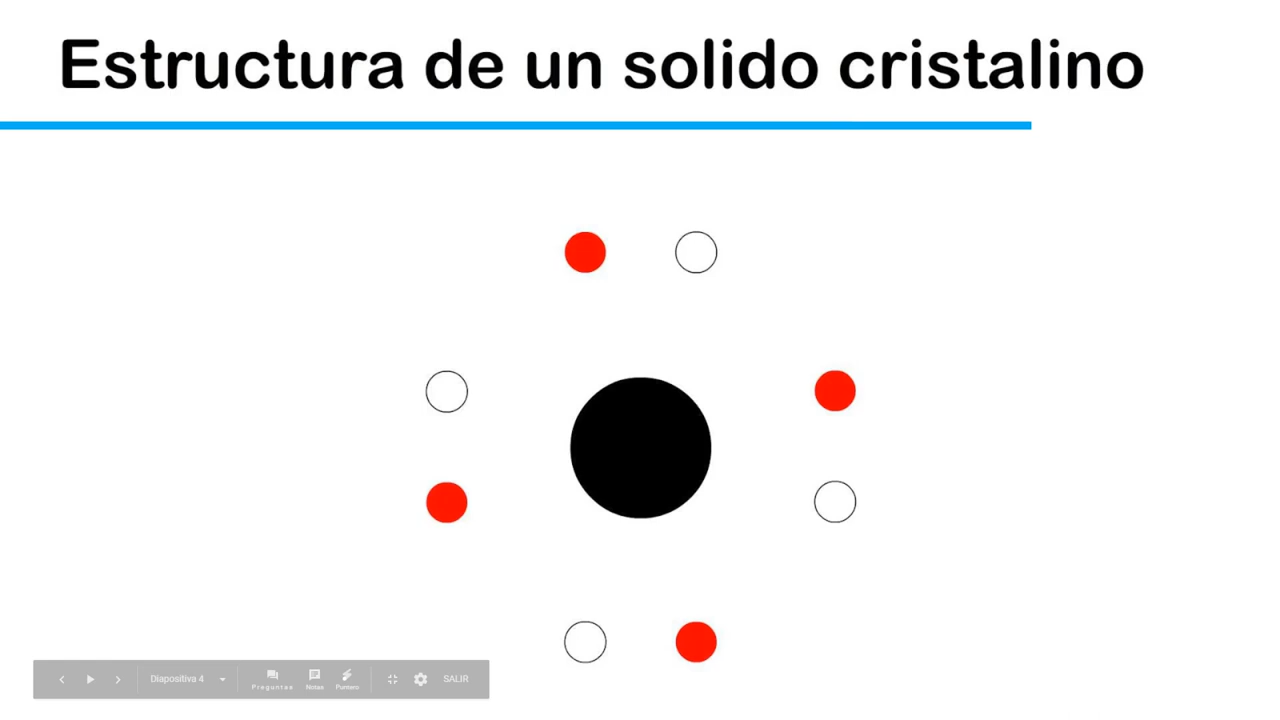 Estructura de un solido cristalino
Diapositiva 4
Preguntas
Notas
Puntero
SALIR